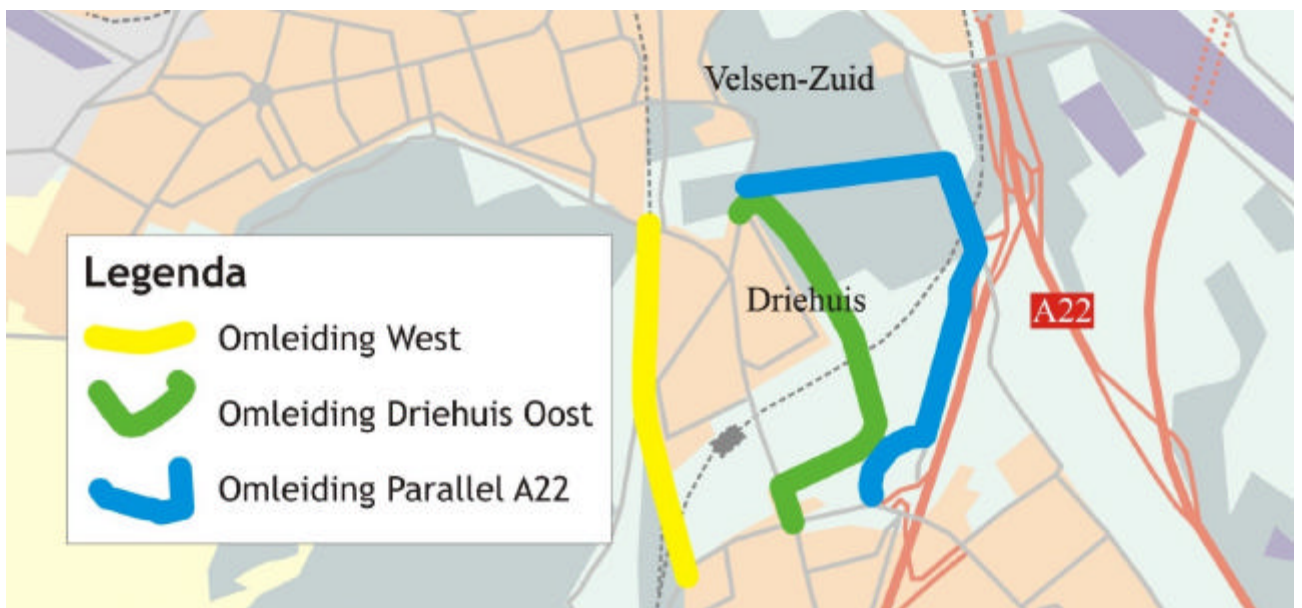 Velsen-Zuid
Driehuis
A22
Legenda
Omleiding West
Omleiding Driehuis Oost
Omleiding Parallel A22